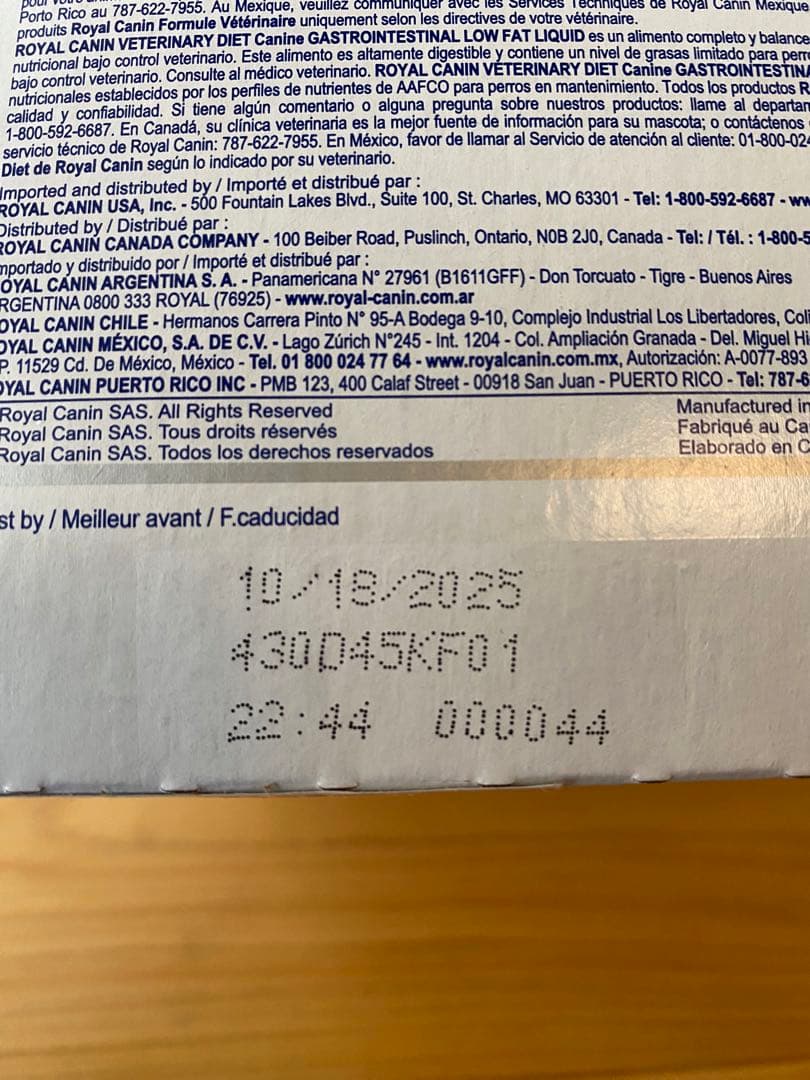 Porto Rico au 787-622-7955. Au Mexique, veuillez communiquer avec les Services Techniques de Royal Canin Mexique
produits Royal Canin Formule Vétérinaire uniquement selon les directives de votre vétérinaire.
ROYAL CANIN VETERINARY DIET Canine GASTROINTESTINAL LOW FAT LIQUID es un alimento completo y balance
nutricional bajo control veterinario. Este alimento es altamente digestible y contiene un nivel de grasas limitado para perr
bajo control veterinario. Consulte al médico veterinario. ROYAL CANIN VETERINARY DIET Canine GASTROINTESTINA
nutricionales establecidos por los perfiles de nutrientes de AAFCO para perros en mantenimiento. Todos los productos R
calidad y confiabilidad. Si tiene algún comentario o alguna pregunta sobre nuestros productos: llame al departam
1-800-592-6687. En Canadá, su clínica veterinaria es la mejor fuente de información para su mascota; o contáctenos
servicio técnico de Royal Canin: 787-622-7955. En México, favor de llamar al Servicio de atención al cliente: 01-800-024
Diet de Royal Canin según lo indicado por su veterinario.
Imported and distributed by / Importé et distribué par :
ROYAL CANIN USA, Inc. - 500 Fountain Lakes Blvd., Suite 100, St. Charles, MO 63301 - Tel: 1-800-592-6687 - ww
Distributed by / Distribué par :
ROYAL CANIN CANADA COMPANY - 100 Beiber Road, Puslinch, Ontario, N0B 2J0, Canada - Tel: / Tél. : 1-800-5
mportado y distribuido por / Importé et distribué par :
OYAL CANIN ARGENTINA S. A. - Panamericana N° 27961 (B1611GFF) - Don Torcuato - Tigre - Buenos Aires
RGENTINA 0800 333 ROYAL (76925) - www.royal-canin.com.ar
OYAL CANIN CHILE - Hermanos Carrera Pinto N° 95-A Bodega 9-10, Complejo Industrial Los Libertadores, Coli
OYAL CANIN MÉXICO, S.A. DE C.V. - Lago Zúrich N°245 - Int. 1204 - Col. Ampliación Granada - Del. Miguel Hi
P. 11529 Cd. De México, México - Tel. 01 800 024 77 64 - www.royalcanin.com.mx, Autorización: A-0077-893
OYAL CANIN PUERTO RICO INC - PMB 123, 400 Calaf Street - 00918 San Juan - PUERTO RICO - Tel: 787-6
Royal Canin SAS. All Rights Reserved
Royal Canin SAS. Tous droits réservés
Royal Canin SAS. Todos los derechos reservados
Manufactured in
Fabriqué au Ca
Elaborado en C
st by / Meilleur avant / F.caducidad
10/18/2025
430D45KF01
22:44 000044